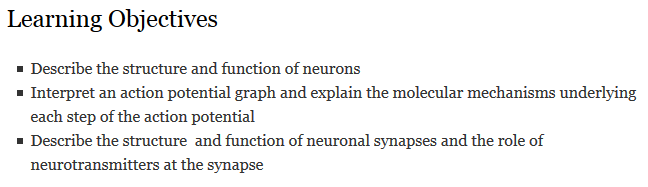 Learning Objectives
▪ Describe the structure and function of neurons
▪ Interpret an action potential graph and explain the molecular mechanisms underlying
each step of the action potential
▪ Describe the structure  and function of neuronal synapses and the role of
neurotransmitters at the synapse